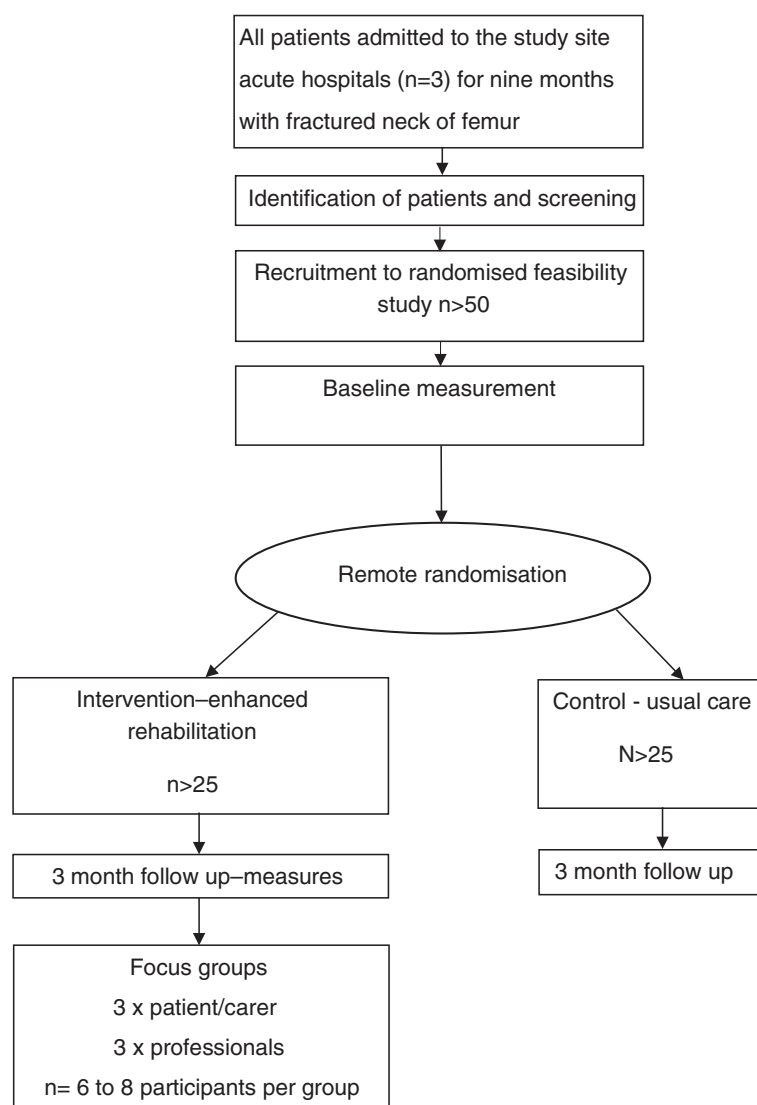 All patients admitted to the study site
acute hospitals (n=3) for nine months
with fractured neck of femur
Identification of patients and screening
Recruitment to randomised feasibility
study n>50
Baseline measurement
Remote randomisation
Intervention–enhanced
rehabilitation
n>25
3 month follow up–measures
Focus groups
3 x patient/carer
3 x professionals
n= 6 to 8 participants per group
Control - usual care
N>25
3 month follow up